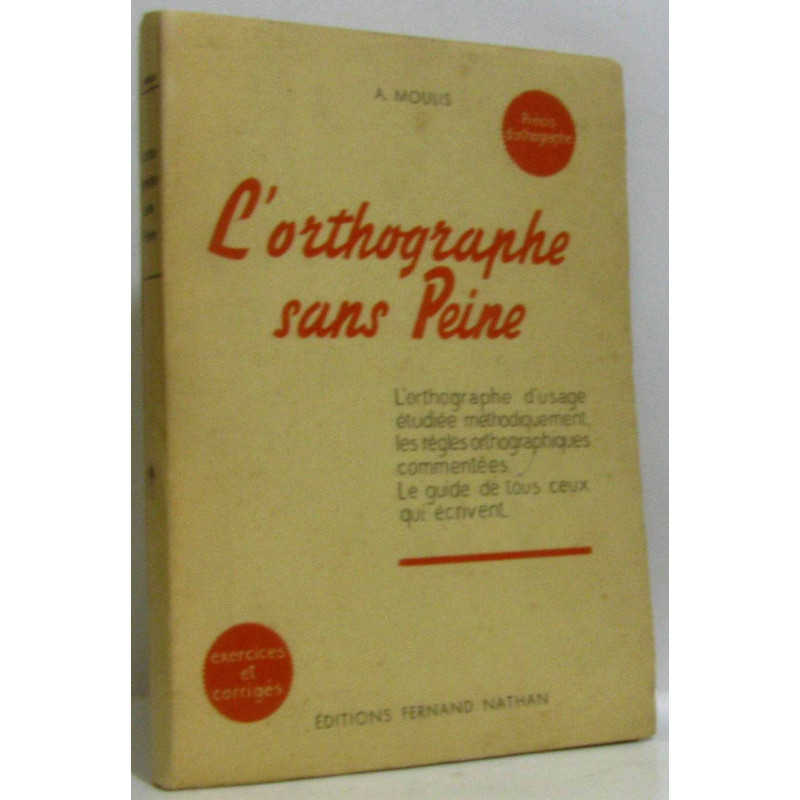 A. MOULIS
Précis
d'orthographe
L'orthographe
sans Peine
L'orthographe d'usage
étudiée méthodiquement,
les règles orthographiques
commentées.
Le guide de tous ceux
qui écrivent.
exercices
et
corrigés
ÉDITIONS FERNAND NATHAN